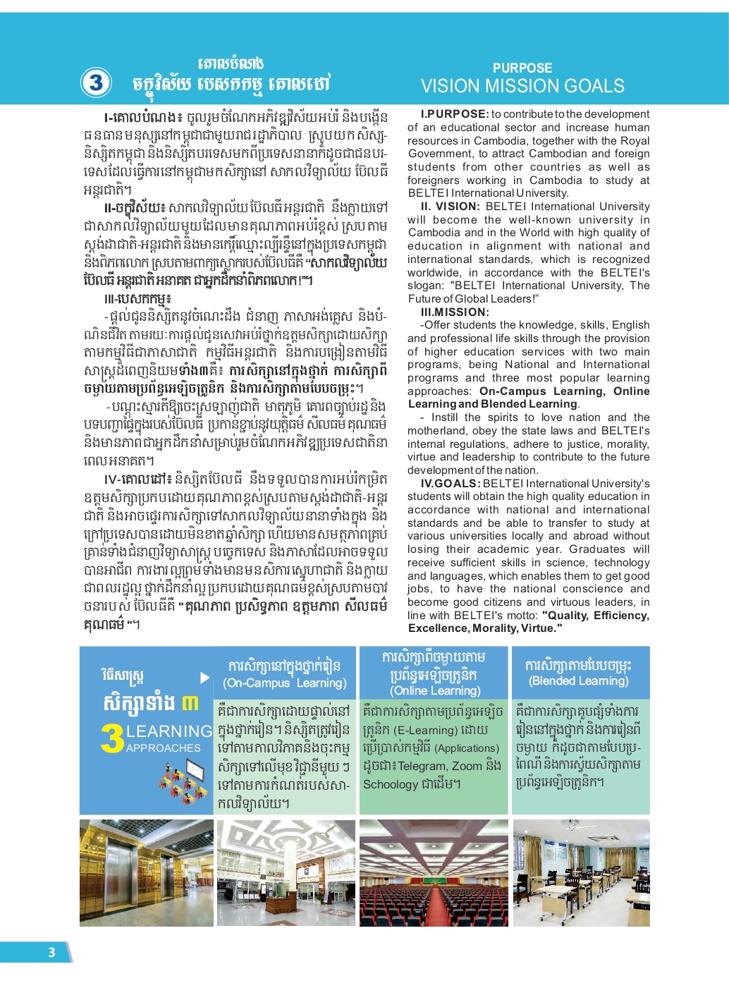 3
គោលបំណង
ចក្ខុវិស័យ បេសកកម្ម គោលដៅ
PURPOSE
VISION MISSION GOALS
I-គោលបំណង៖ ចូលរួមចំណែកអភិវឌ្ឍវិស័យអប់រំ និងបង្កើន
ធនធានមនុស្សនៅកម្ពុជាជាមួយរាជរដ្ឋាភិបាល ស្រូបយកសិស្ស-
និស្សិតកម្ពុជា និងនិស្សិតបរទេសមកពីប្រទេសនានាក៏ដូចជាជនបរ-
ទេសដែលធ្វើការនៅកម្ពុជាមកសិក្សានៅ សាកលវិទ្យាល័យ ប៊ែលធី
អន្តរជាតិ។
II-ចក្ខុវិស័យ៖ សាកលវិទ្យាល័យប៊ែលធីអន្តរជាតិ នឹងក្លាយទៅ
ជាសាកលវិទ្យាល័យមួយដែលមានគុណភាពអប់រំខ្ពស់ ស្របតាម
ស្តង់ដាជាតិ-អន្តរជាតិ និងមានកេរ្តិ៍ឈ្មោះល្បីរន្ទឺនៅក្នុងប្រទេសកម្ពុជា
និងពិភពលោក ស្របតាមពាក្យស្លោករបស់ប៊ែលធីគឺ “សាកលវិទ្យាល័យ
ប៊ែលធី អន្តរជាតិ អនាគត ជាអ្នកដឹកនាំពិភពលោក!”។
III-បេសកកម្ម៖
-ផ្តល់ជូននិស្សិតនូវចំណេះដឹង ជំនាញ ភាសាអង់គ្លេស និងបំ-
ណិនជីវិត តាមរយៈការផ្តល់ជូនសេវាអប់រំថ្នាក់ឧត្តមសិក្សាដោយសិក្សា
តាមកម្មវិធីជាភាសាជាតិ កម្មវិធីអន្តរជាតិ និងការបង្រៀនតាមវិធី
សាស្ត្រដ៏ពេញនិយមទាំង៣គឺ៖ ការសិក្សានៅក្នុងថ្នាក់ ការសិក្សាពី
ចម្ងាយតាមប្រព័ន្ធអេឡិចត្រូនិក និងការសិក្សាតាមបែបចម្រុះ។
-បណ្តុះស្មារតីឱ្យចេះស្រឡាញ់ជាតិ មាតុភូមិ គោរពច្បាប់រដ្ឋ និង
បទបញ្ជាផ្ទៃក្នុងរបស់ប៊ែលធី ប្រកាន់ខ្ជាប់នូវយុត្តិធម៌ សីលធម៌ គុណធម៌
និងមានភាពជាអ្នកដឹកនាំសម្រាប់រួមចំណែកអភិវឌ្ឍប្រទេសជាតិនា
ពេលអនាគត។
IV-គោលដៅ៖ និស្សិតប៊ែលធី នឹងទទួលបានការអប់រំកម្រិត
ឧត្តមសិក្សាប្រកបដោយគុណភាពខ្ពស់ស្របតាមស្តង់ដាជាតិ-អន្តរ
ជាតិ និងអាចផ្ទេរការសិក្សាទៅសាកលវិទ្យាល័យនានាទាំងក្នុង និង
ក្រៅប្រទេសបានដោយមិនខាតឆ្នាំសិក្សា ហើយមានសមត្ថភាពគ្រប់
គ្រាន់ទាំងជំនាញវិទ្យាសាស្ត្រ បច្ចេកទេស និងភាសាដែលអាចទទួល
បានអាជីព ការងារល្អព្រមទាំងមានមនសិការស្នេហាជាតិ និងក្លាយ
ជាពលរដ្ឋល្អ ថ្នាក់ដឹកនាំល្អ ប្រកបដោយគុណធម៌ខ្ពស់ស្របតាមបាវ
ចនារបស់ ប៊ែលធីគឺ “គុណភាព ប្រសិទ្ធភាព ឧត្តមភាព សីលធម៌
គុណធម៌”។
I.PURPOSE: to contribute to the development
of an educational sector and increase human
resources in Cambodia, together with the Royal
Government, to attract Cambodian and foreign
students from other countries as well as
foreigners working in Cambodia to study at
BELTEI International University.
II. VISION: BELTEI International University
will become the well-known university in
Cambodia and in the World with high quality of
education in alignment with national and
international standards, which is recognized
worldwide, in accordance with the BELTEI's
slogan: "BELTEI International University, The
Future of Global Leaders!"
III.MISSION:
-Offer students the knowledge, skills, English
and professional life skills through the provision
of higher education services with two main
programs, being National and International
programs and three most popular learning
approaches: On-Campus Learning, Online
Learning and Blended Learning.
- Instill the spirits to love nation and the
motherland, obey the state laws and BELTEI's
internal regulations, adhere to justice, morality,
virtue and leadership to contribute to the future
development of the nation.
IV.GOALS: BELTEI International University's
students will obtain the high quality education in
accordance with national and international
standards and be able to transfer to study at
various universities locally and abroad without
losing their academic year. Graduates will
receive sufficient skills in science, technology
and languages, which enables them to get good
jobs, to have the national conscience and
become good citizens and virtuous leaders, in
line with BELTEI's motto: "Quality, Efficiency,
Excellence, Morality, Virtue."
វិធីសាស្ត្រ
សិក្សាទាំង ៣
3 LEARNING
APPROACHES
ការសិក្សានៅក្នុងថ្នាក់រៀន
(On-Campus Learning)
គឺជាការសិក្សាដោយផ្ទាល់នៅ
ក្នុងថ្នាក់រៀន។ និស្សិតត្រូវរៀន
ទៅតាមកាលវិភាគនិងចុះកម្ម
សិក្សាទៅលើមុខវិជ្ជានីមួយៗ
ទៅតាមការកំណត់របស់សា-
កលវិទ្យាល័យ។
ការសិក្សាពីចម្ងាយតាម
ប្រព័ន្ធអេឡិចត្រូនិក
(Online Learning)
គឺជាការសិក្សាតាមប្រព័ន្ធអេឡិច
ត្រូនិក (E-Learning) ដោយ
ប្រើប្រាស់កម្មវិធី (Applications)
ដូចជា៖Telegram, Zoom និង
Schoology ជាដើម។
ការសិក្សាតាមបែបចម្រុះ
(Blended Learning)
គឺជាការសិក្សាគួបផ្សំទាំងការ
រៀននៅក្នុងថ្នាក់ និងការរៀនពី
ចម្ងាយ ក៏ដូចជាតាមបែបប្រ-
ពៃណី និងការស្វ័យសិក្សាតាម
ប្រព័ន្ធអេឡិចត្រូនិក។
3